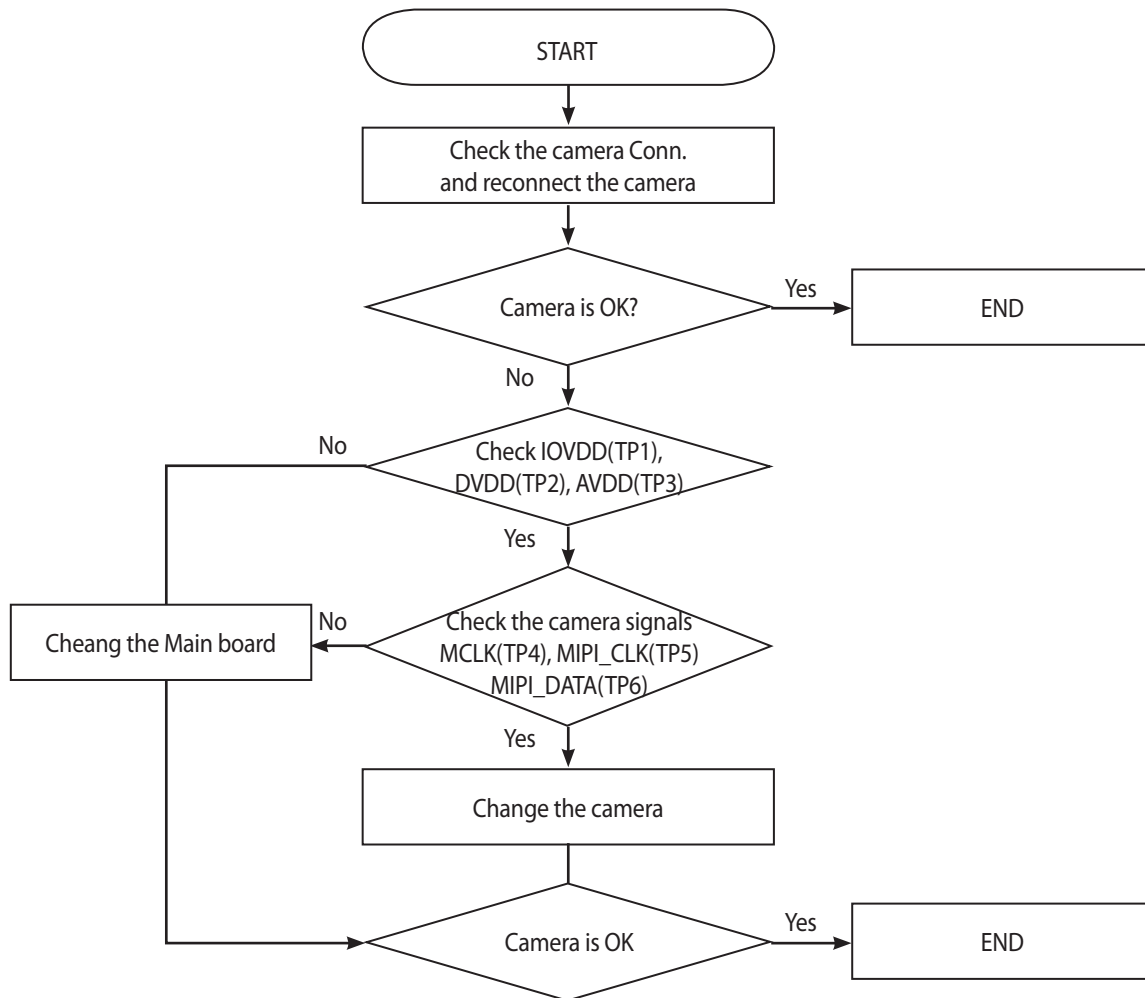 START
Check the camera Conn.
and reconnect the camera
Camera is OK?
Yes
END
No
Check IOVDD(TP1),
DVDD(TP2), AVDD(TP3)
No
Yes
Check the camera signals
MCLK(TP4), MIPI_CLK(TP5)
MIPI_DATA(TP6)
No
Cheang the Main board
Yes
Change the camera
Camera is OK
Yes
END